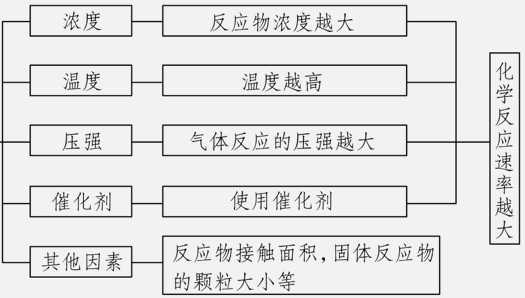 浓度
反应物浓度越大
温度
温度越高
压强
气体反应的压强越大
催化剂
使用催化剂
其他因素
反应物接触面积,固体反应物
的颗粒大小等
化学反应速率越大